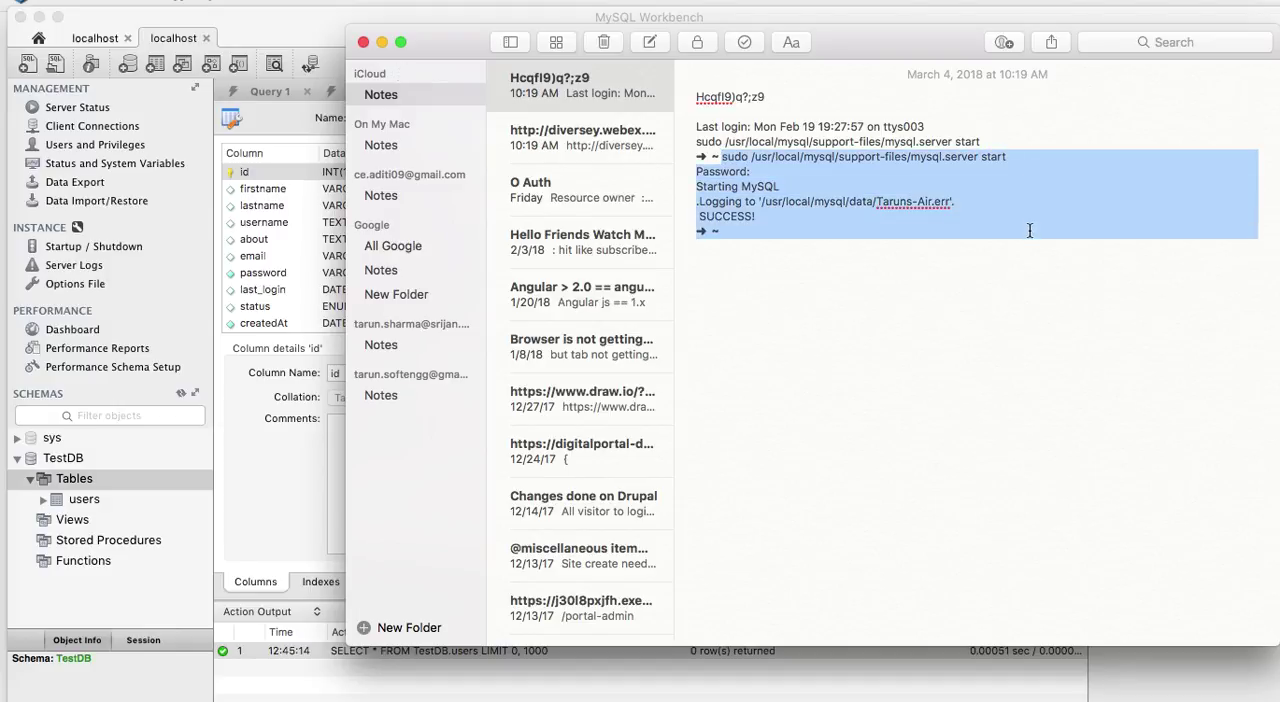 MySQL Workbench
localhost
localhost
MANAGEMENT
Server Status
Client Connections
Users and Privileges
Status and System Variables
Data Export
Data Import/Restore
INSTANCE
Startup / Shutdown
Server Logs
Options File
PERFORMANCE
Dashboard
Performance Reports
Performance Schema Setup
SCHEMAS
Filter objects
sys
TestDB
Tables
users
Views
Stored Procedures
Functions
Object Info
Session
Schema: TestDB
Query 1
Name:
Column
id
INT(
firstname
VARC
lastname
VARC
username
TEXT
about
TEXT
email
VARC
password
VARC
last_login
DATE
status
ENUM
createdAt
DATE
Column details 'id'
Column Name:
id
Collation:
Comments:
Columns
Indexes
Action Output
Time
1
12:45:14
SELECT * FROM TestDB.users LIMIT 0, 1000
0 row(s) returned
0.00051 sec / 0.0000...
Aa
Search
iCloud
Notes
On My Mac
Notes
ce.aditi09@gmail.com
Notes
Google
All Google
Notes
New Folder
tarun.sharma@srijan....
Notes
tarun.softengg@gma...
Notes
New Folder
HcqfI9)q?;z9
10:19 AM Last login: Mon...
http://diversey.webex....
10:19 AM http://diversey....
O Auth
Friday Resource owner : ...
Hello Friends Watch M...
2/3/18 : hit like subscribe...
Angular > 2.0 == angu...
1/20/18 Angular js == 1.x
Browser is not getting...
1/8/18 but tab not getting...
https://www.draw.io/?...
12/27/17 https://www.dra...
https://digitalportal-d...
12/24/17 {
Changes done on Drupal
12/14/17 All visitor to logi...
@miscellaneous item...
12/13/17 Site create need...
https://j30l8pxjfh.exe...
12/13/17 /portal-admin
March 4, 2018 at 10:19 AM
HcqfI9)q?;z9
Last login: Mon Feb 19 19:27:57 on ttys003
sudo /usr/local/mysql/support-files/mysql.server start
➜ ~ sudo /usr/local/mysql/support-files/mysql.server start
Password:
Starting MySQL
.Logging to '/usr/local/mysql/data/Taruns-Air.err'.
SUCCESS!
➜ ~